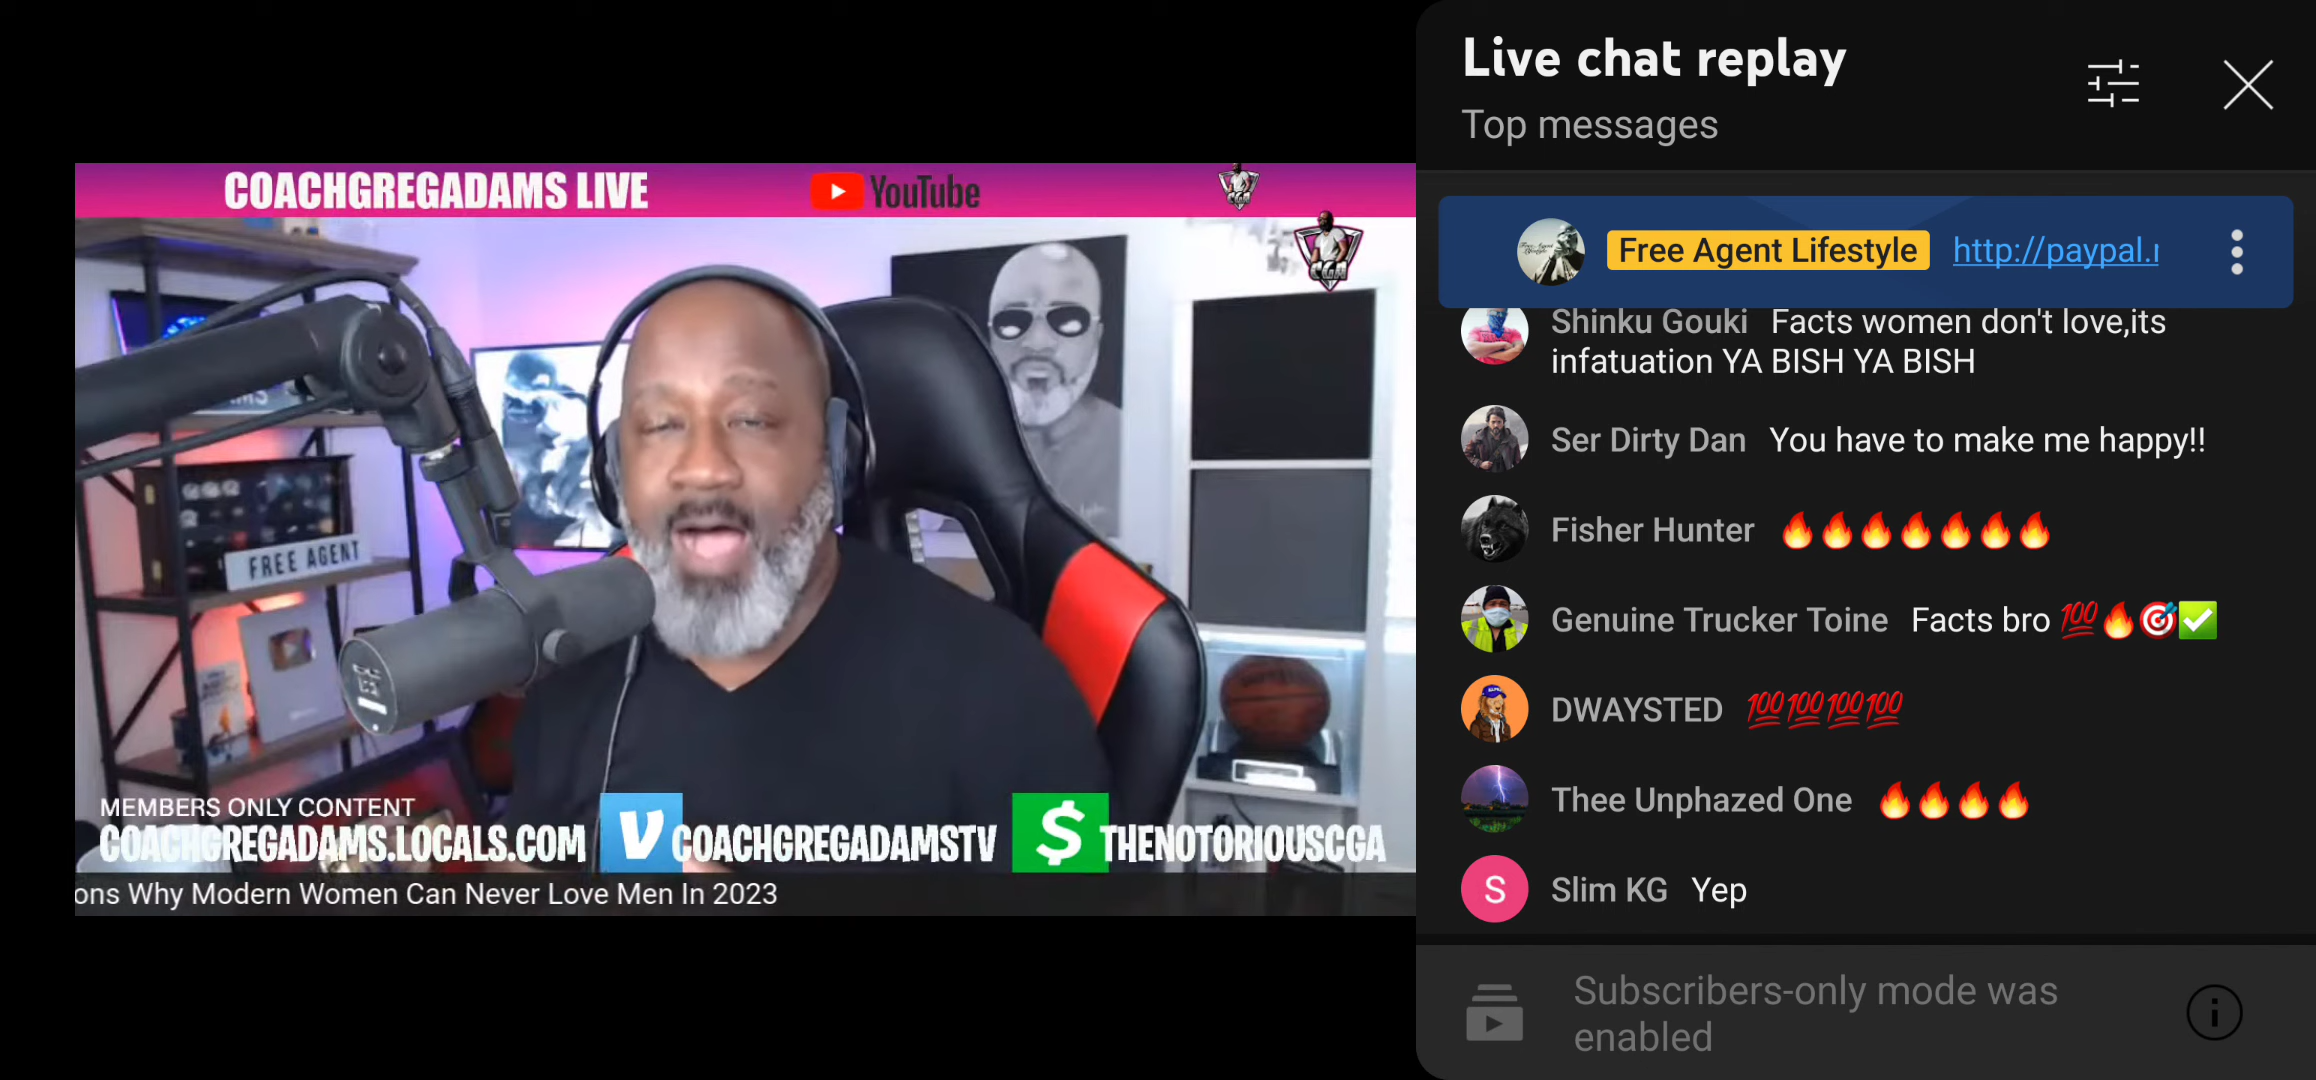 Live chat replay
Top messages
COACHGREGADAMS LIVE
YouTube
CGA
CGA
FREE AGENT
MEMBERS ONLY CONTENT
COACHGREGADAMS.LOCALS.COM
V COACHGREGADAMSTV
$ THENOTORIOUSCGA
ons Why Modern Women Can Never Love Men In 2023
Free Agent Lifestyle http://paypal.
Shinku Gouki Facts women don't love,its
infatuation YA BISH YA BISH
Ser Dirty Dan You have to make me happy!!
Fisher Hunter 🔥🔥🔥🔥🔥🔥🔥
Genuine Trucker Toine Facts bro 💯🔥🎯✅
DWAYSTED 💯💯💯💯
Thee Unphazed One 🔥🔥🔥🔥
S Slim KG Yep
Subscribers-only mode was
enabled